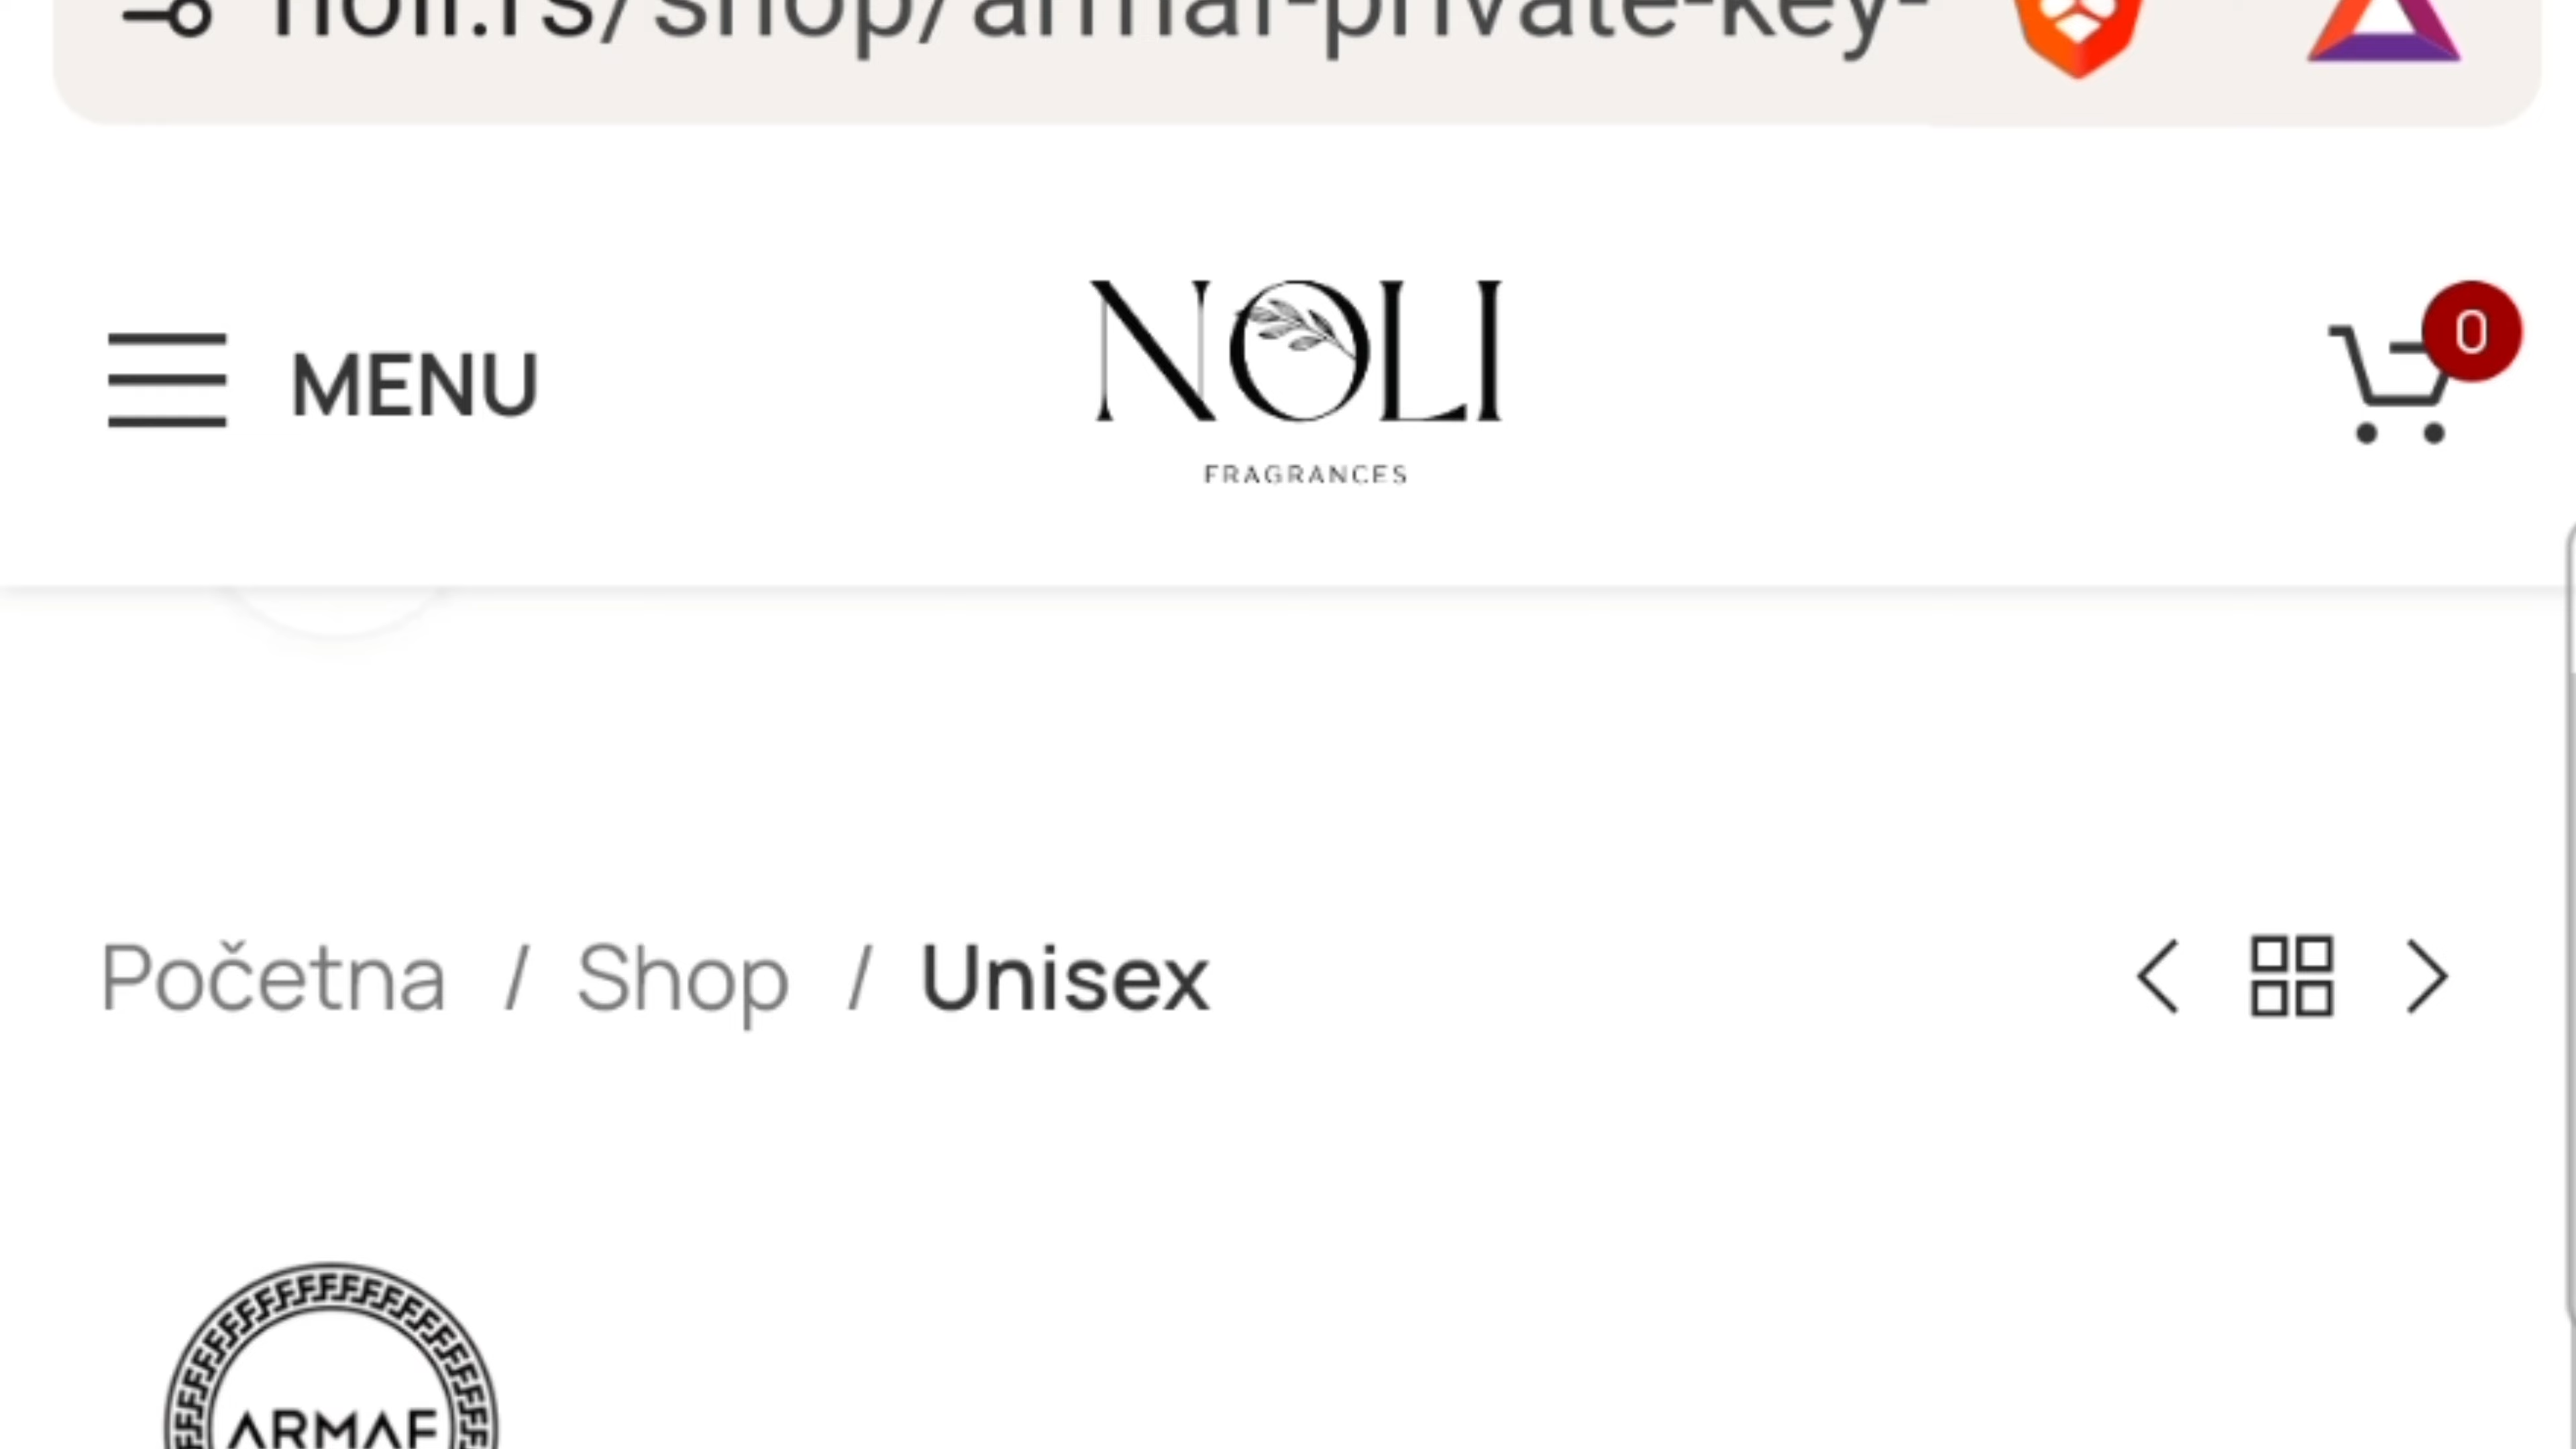 noli.rs/shop/armaf-private-key-
MENU
NOLI
FRAGRANCES
0
Početna / Shop / Unisex
ARMAF